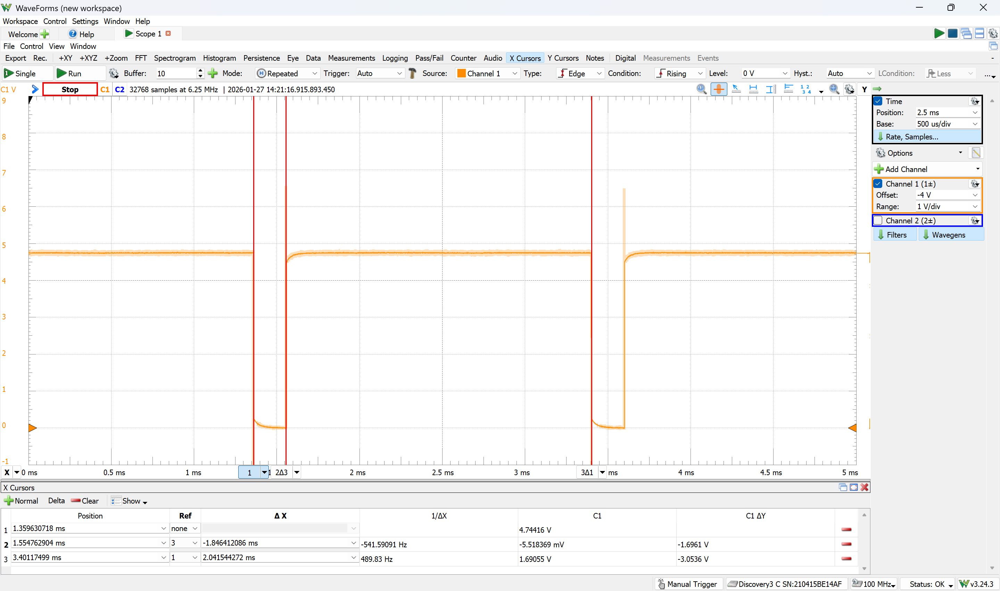 WaveForms (new workspace)
Workspace Control Settings Window Help
Welcome Help Scope 1
File Control View Window
Export Rec. +XY +XYZ +Zoom FFT Spectrogram Histogram Persistence Eye Data Measurements Logging Pass/Fail Counter Audio X Cursors Y Cursors Notes Digital Measurements Events
Single Run Buffer: 10 Mode: Repeated Trigger: Auto Source: Channel 1 Type: Edge Condition: Rising Level: 0 V Hyst.: Auto LCondition: Less ...
C1 V Stop C1 C2 32768 samples at 6.25 MHz | 2026-01-27 14:21:16.915.893.450 Y
Time
Position: 2.5 ms
Base: 500 us/div
Rate, Samples...
Options
Add Channel
Channel 1 (1±)
Offset: -4 V
Range: 1 V/div
Channel 2 (2±)
Filters Wavegens
9
8
7
6
5
4
3
2
1
0
-1
X 0 ms 0.5 ms 1 ms 1 2Δ3 2 ms 2.5 ms 3 ms 3Δ1 ms 4 ms 4.5 ms 5 ms
X Cursors
Normal Delta Clear Show
Position Ref Δ X 1/ΔX C1 C1 ΔY
1 1.359630718 ms none 4.74416 V
2 1.554762904 ms 3 -1.846412086 ms -541.59091 Hz -5.518369 mV -1.6961 V
3 3.40117499 ms 1 2.041544272 ms 489.83 Hz 1.69055 V -3.0536 V
Manual Trigger Discovery3 C SN:210415BE14AF 100 MHz Status: OK v3.24.3